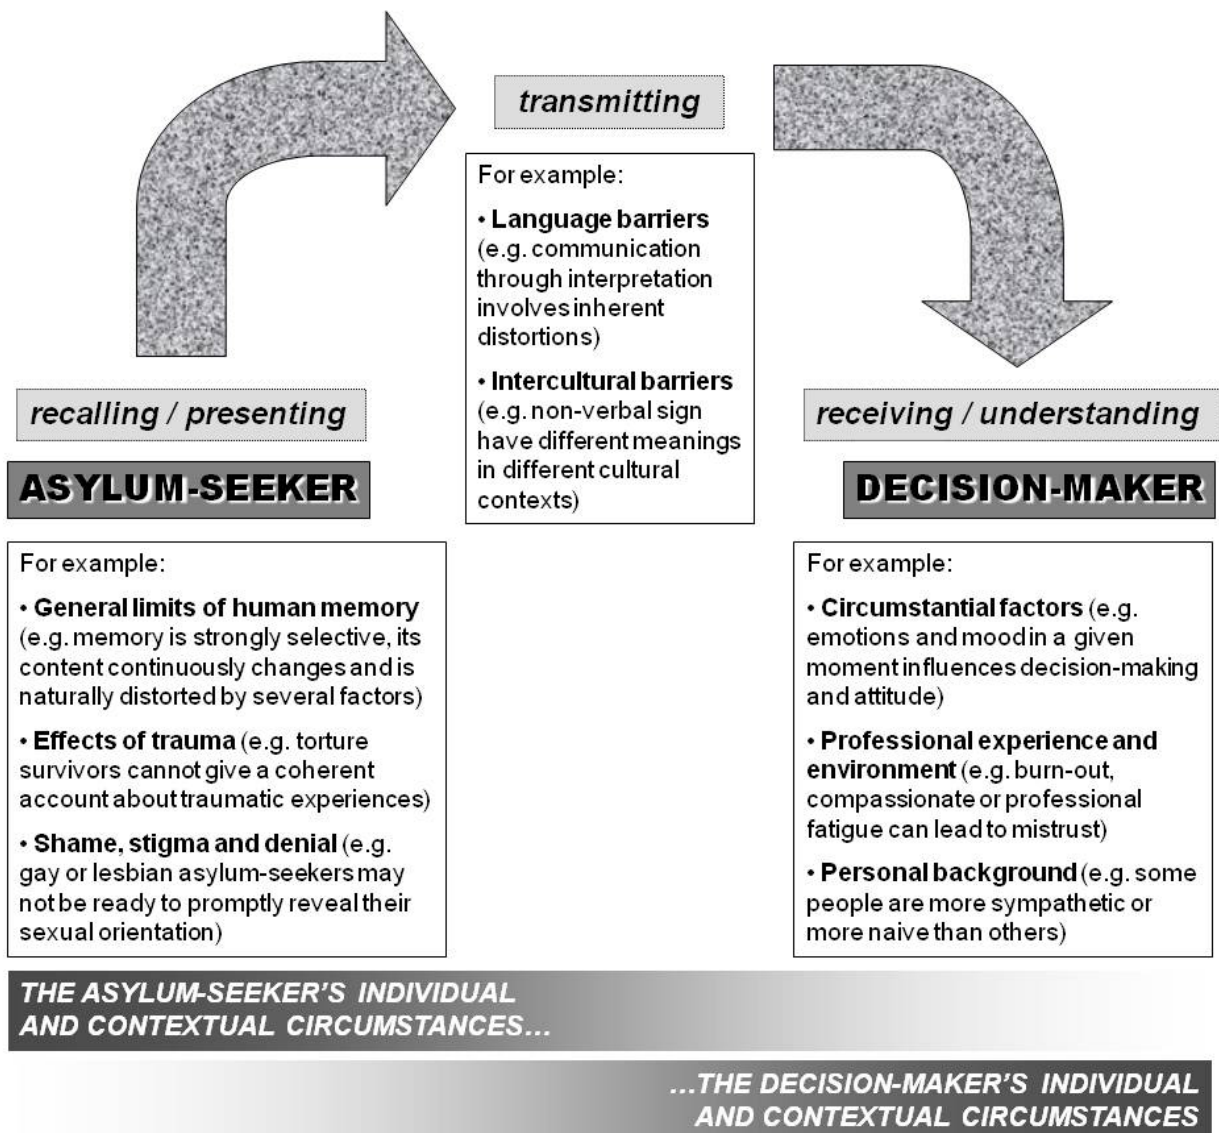 transmitting
For example:
• Language barriers
(e.g. communication
through interpretation
involves inherent
distortions)
• Intercultural barriers
(e.g. non-verbal sign
have different meanings
in different cultural
contexts)
recalling / presenting
ASYLUM-SEEKER
For example:
• General limits of human memory
(e.g. memory is strongly selective, its
content continuously changes and is
naturally distorted by several factors)
• Effects of trauma (e.g. torture
survivors cannot give a coherent
account about traumatic experiences)
• Shame, stigma and denial (e.g.
gay or lesbian asylum-seekers may
not be ready to promptly reveal their
sexual orientation)
receiving / understanding
DECISION-MAKER
For example:
• Circumstantial factors (e.g.
emotions and mood in a given
moment influences decision-making
and attitude)
• Professional experience and
environment (e.g. burn-out,
compassionate or professional
fatigue can lead to mistrust)
• Personal background (e.g. some
people are more sympathetic or
more naive than others)
THE ASYLUM-SEEKER'S INDIVIDUAL
AND CONTEXTUAL CIRCUMSTANCES…
…THE DECISION-MAKER'S INDIVIDUAL
AND CONTEXTUAL CIRCUMSTANCES